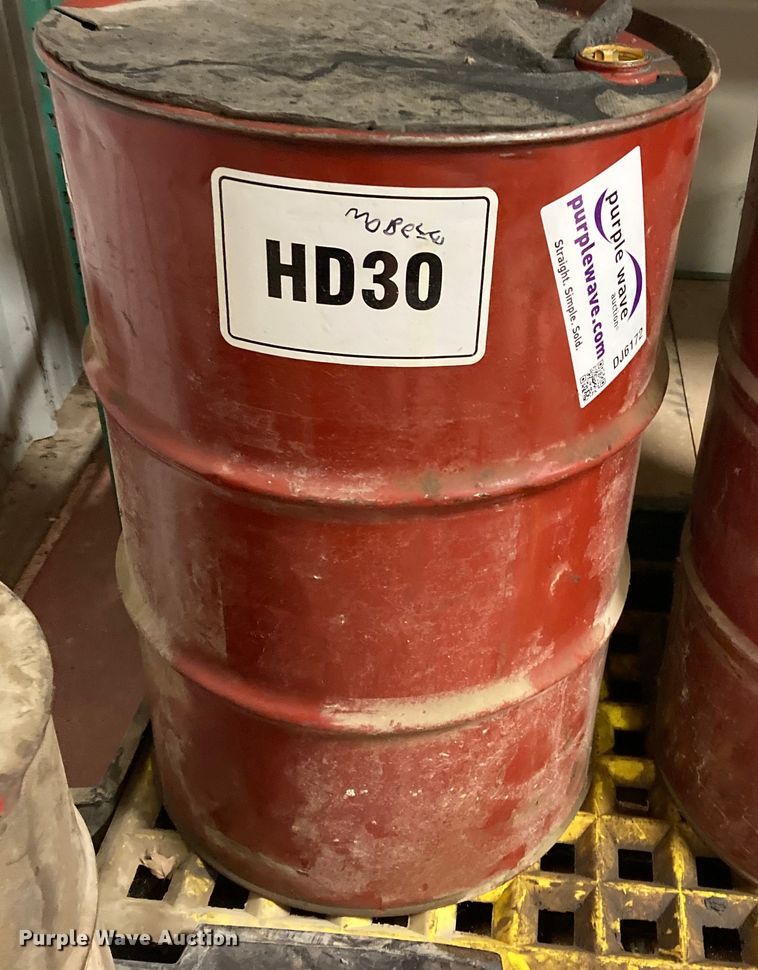 HD30
purple wave
auction
purplewave.com
Straight. Simple. Sold.
DJ6172
Purple Wave Auction